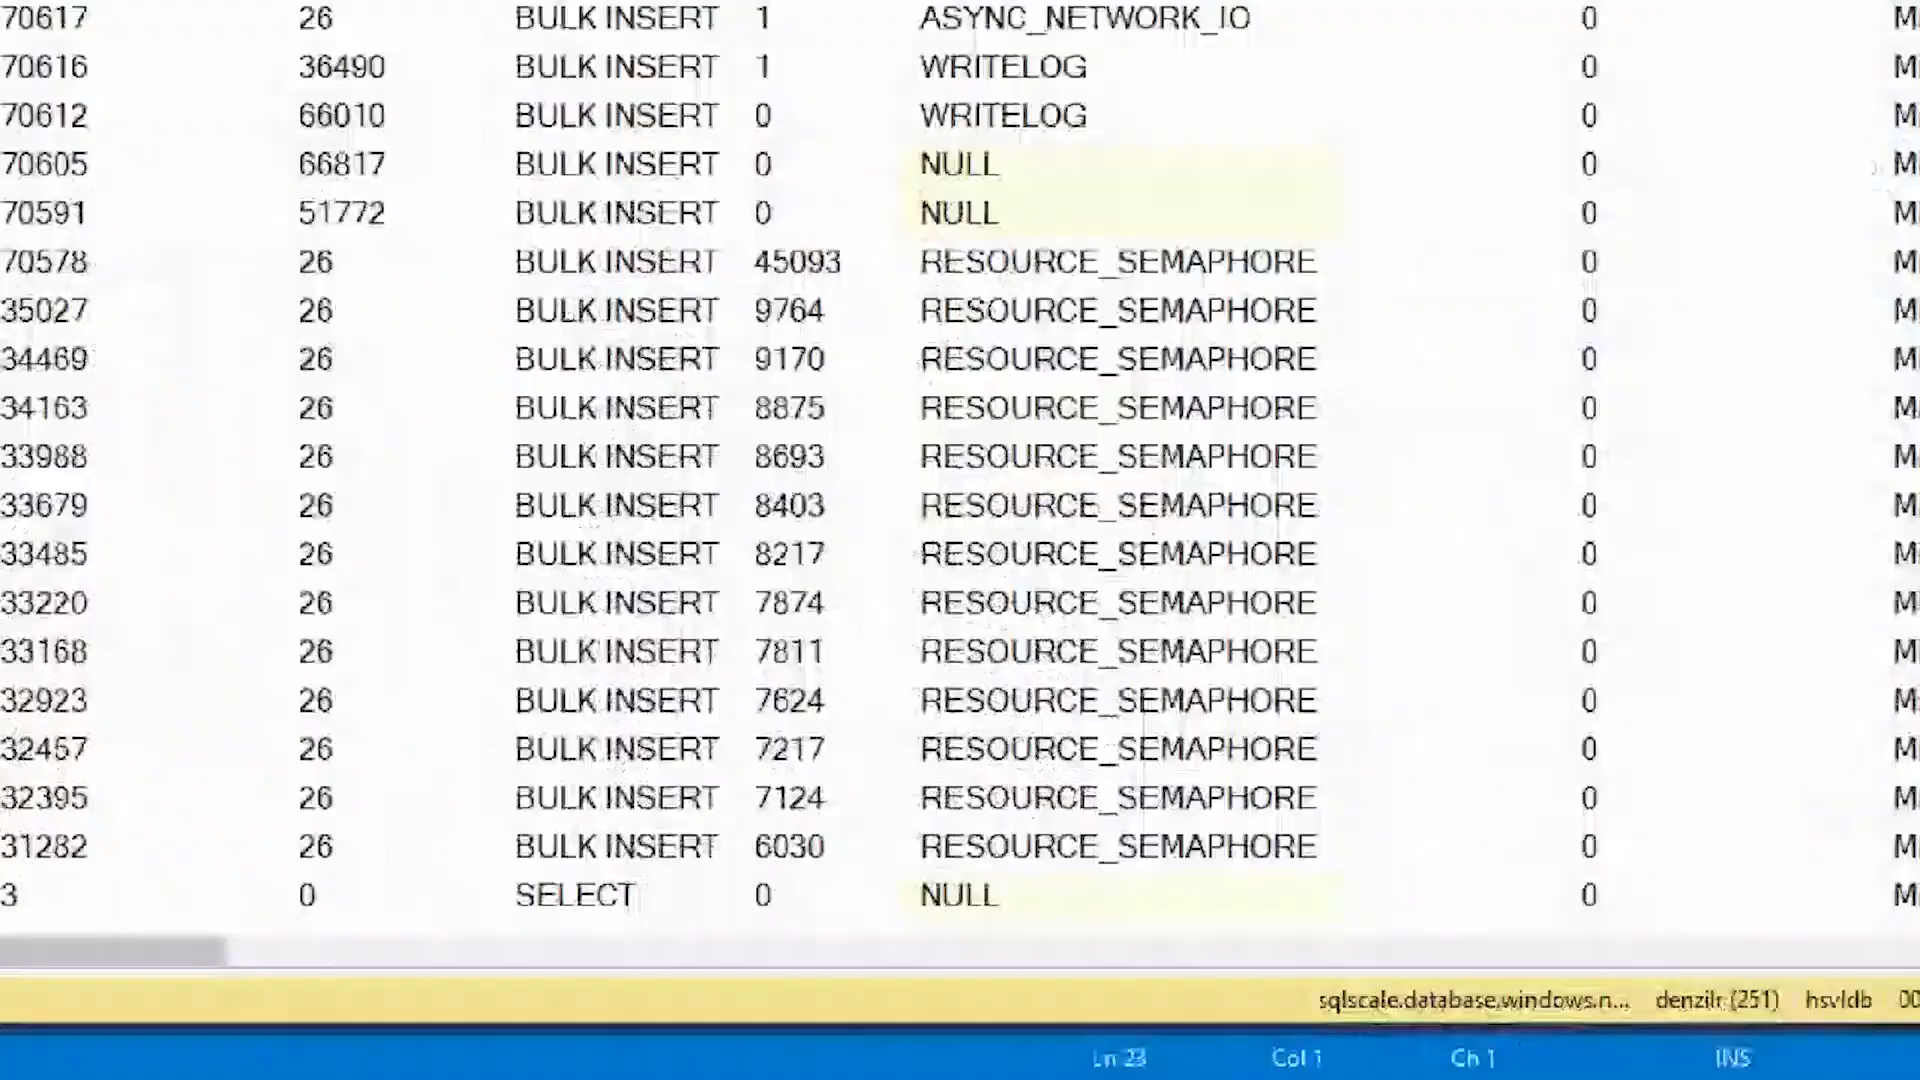 70617 26 BULK INSERT 1 ASYNC_NETWORK_IO 0
70616 36490 BULK INSERT 1 WRITELOG 0
70612 66010 BULK INSERT 0 WRITELOG 0
70605 66817 BULK INSERT 0 NULL 0
70591 51772 BULK INSERT 0 NULL 0
70578 26 BULK INSERT 45093 RESOURCE_SEMAPHORE 0
35027 26 BULK INSERT 9764 RESOURCE_SEMAPHORE 0
34469 26 BULK INSERT 9170 RESOURCE_SEMAPHORE 0
34163 26 BULK INSERT 8875 RESOURCE_SEMAPHORE 0
33988 26 BULK INSERT 8693 RESOURCE_SEMAPHORE 0
33679 26 BULK INSERT 8403 RESOURCE_SEMAPHORE 0
33485 26 BULK INSERT 8217 RESOURCE_SEMAPHORE 0
33220 26 BULK INSERT 7874 RESOURCE_SEMAPHORE 0
33168 26 BULK INSERT 7811 RESOURCE_SEMAPHORE 0
32923 26 BULK INSERT 7624 RESOURCE_SEMAPHORE 0
32457 26 BULK INSERT 7217 RESOURCE_SEMAPHORE 0
32395 26 BULK INSERT 7124 RESOURCE_SEMAPHORE 0
31282 26 BULK INSERT 6030 RESOURCE_SEMAPHORE 0
3 0 SELECT 0 NULL 0
sqlscale.database.windows.n... denzilr (251) hsvldb 00
Ln 23 Col 1 Ch 1 INS